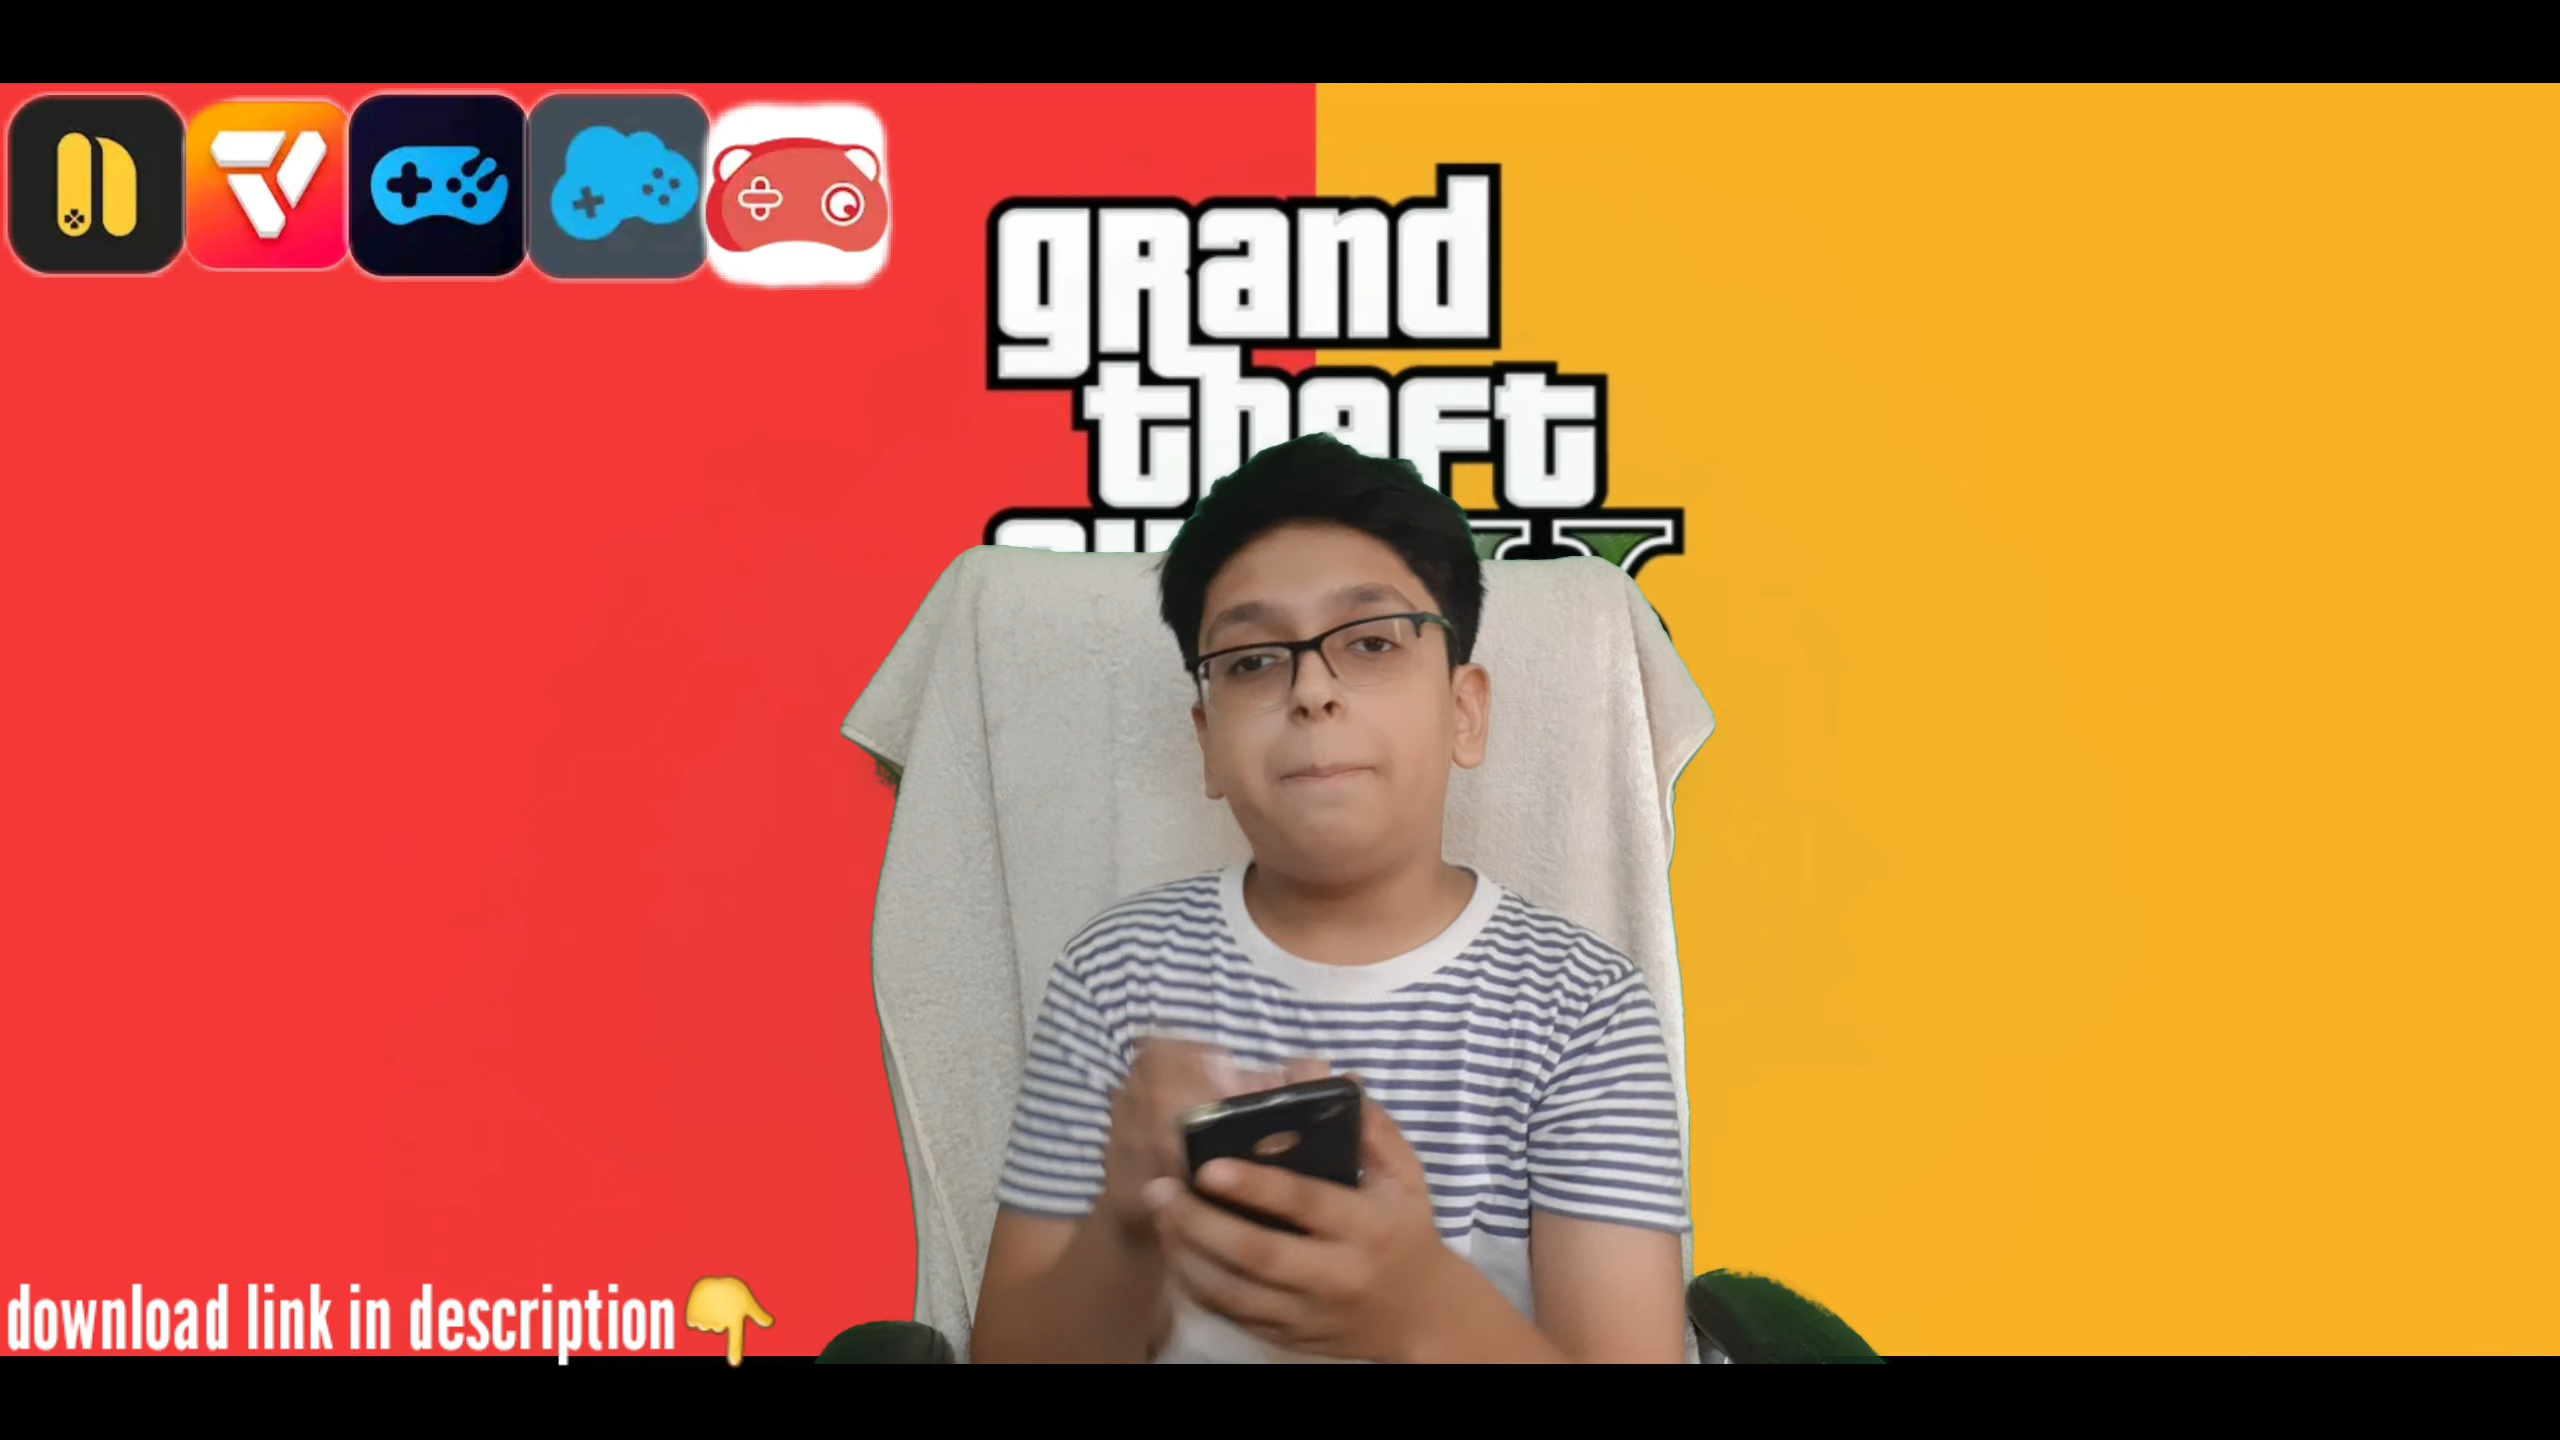 grand
theft
V
download link in description👇